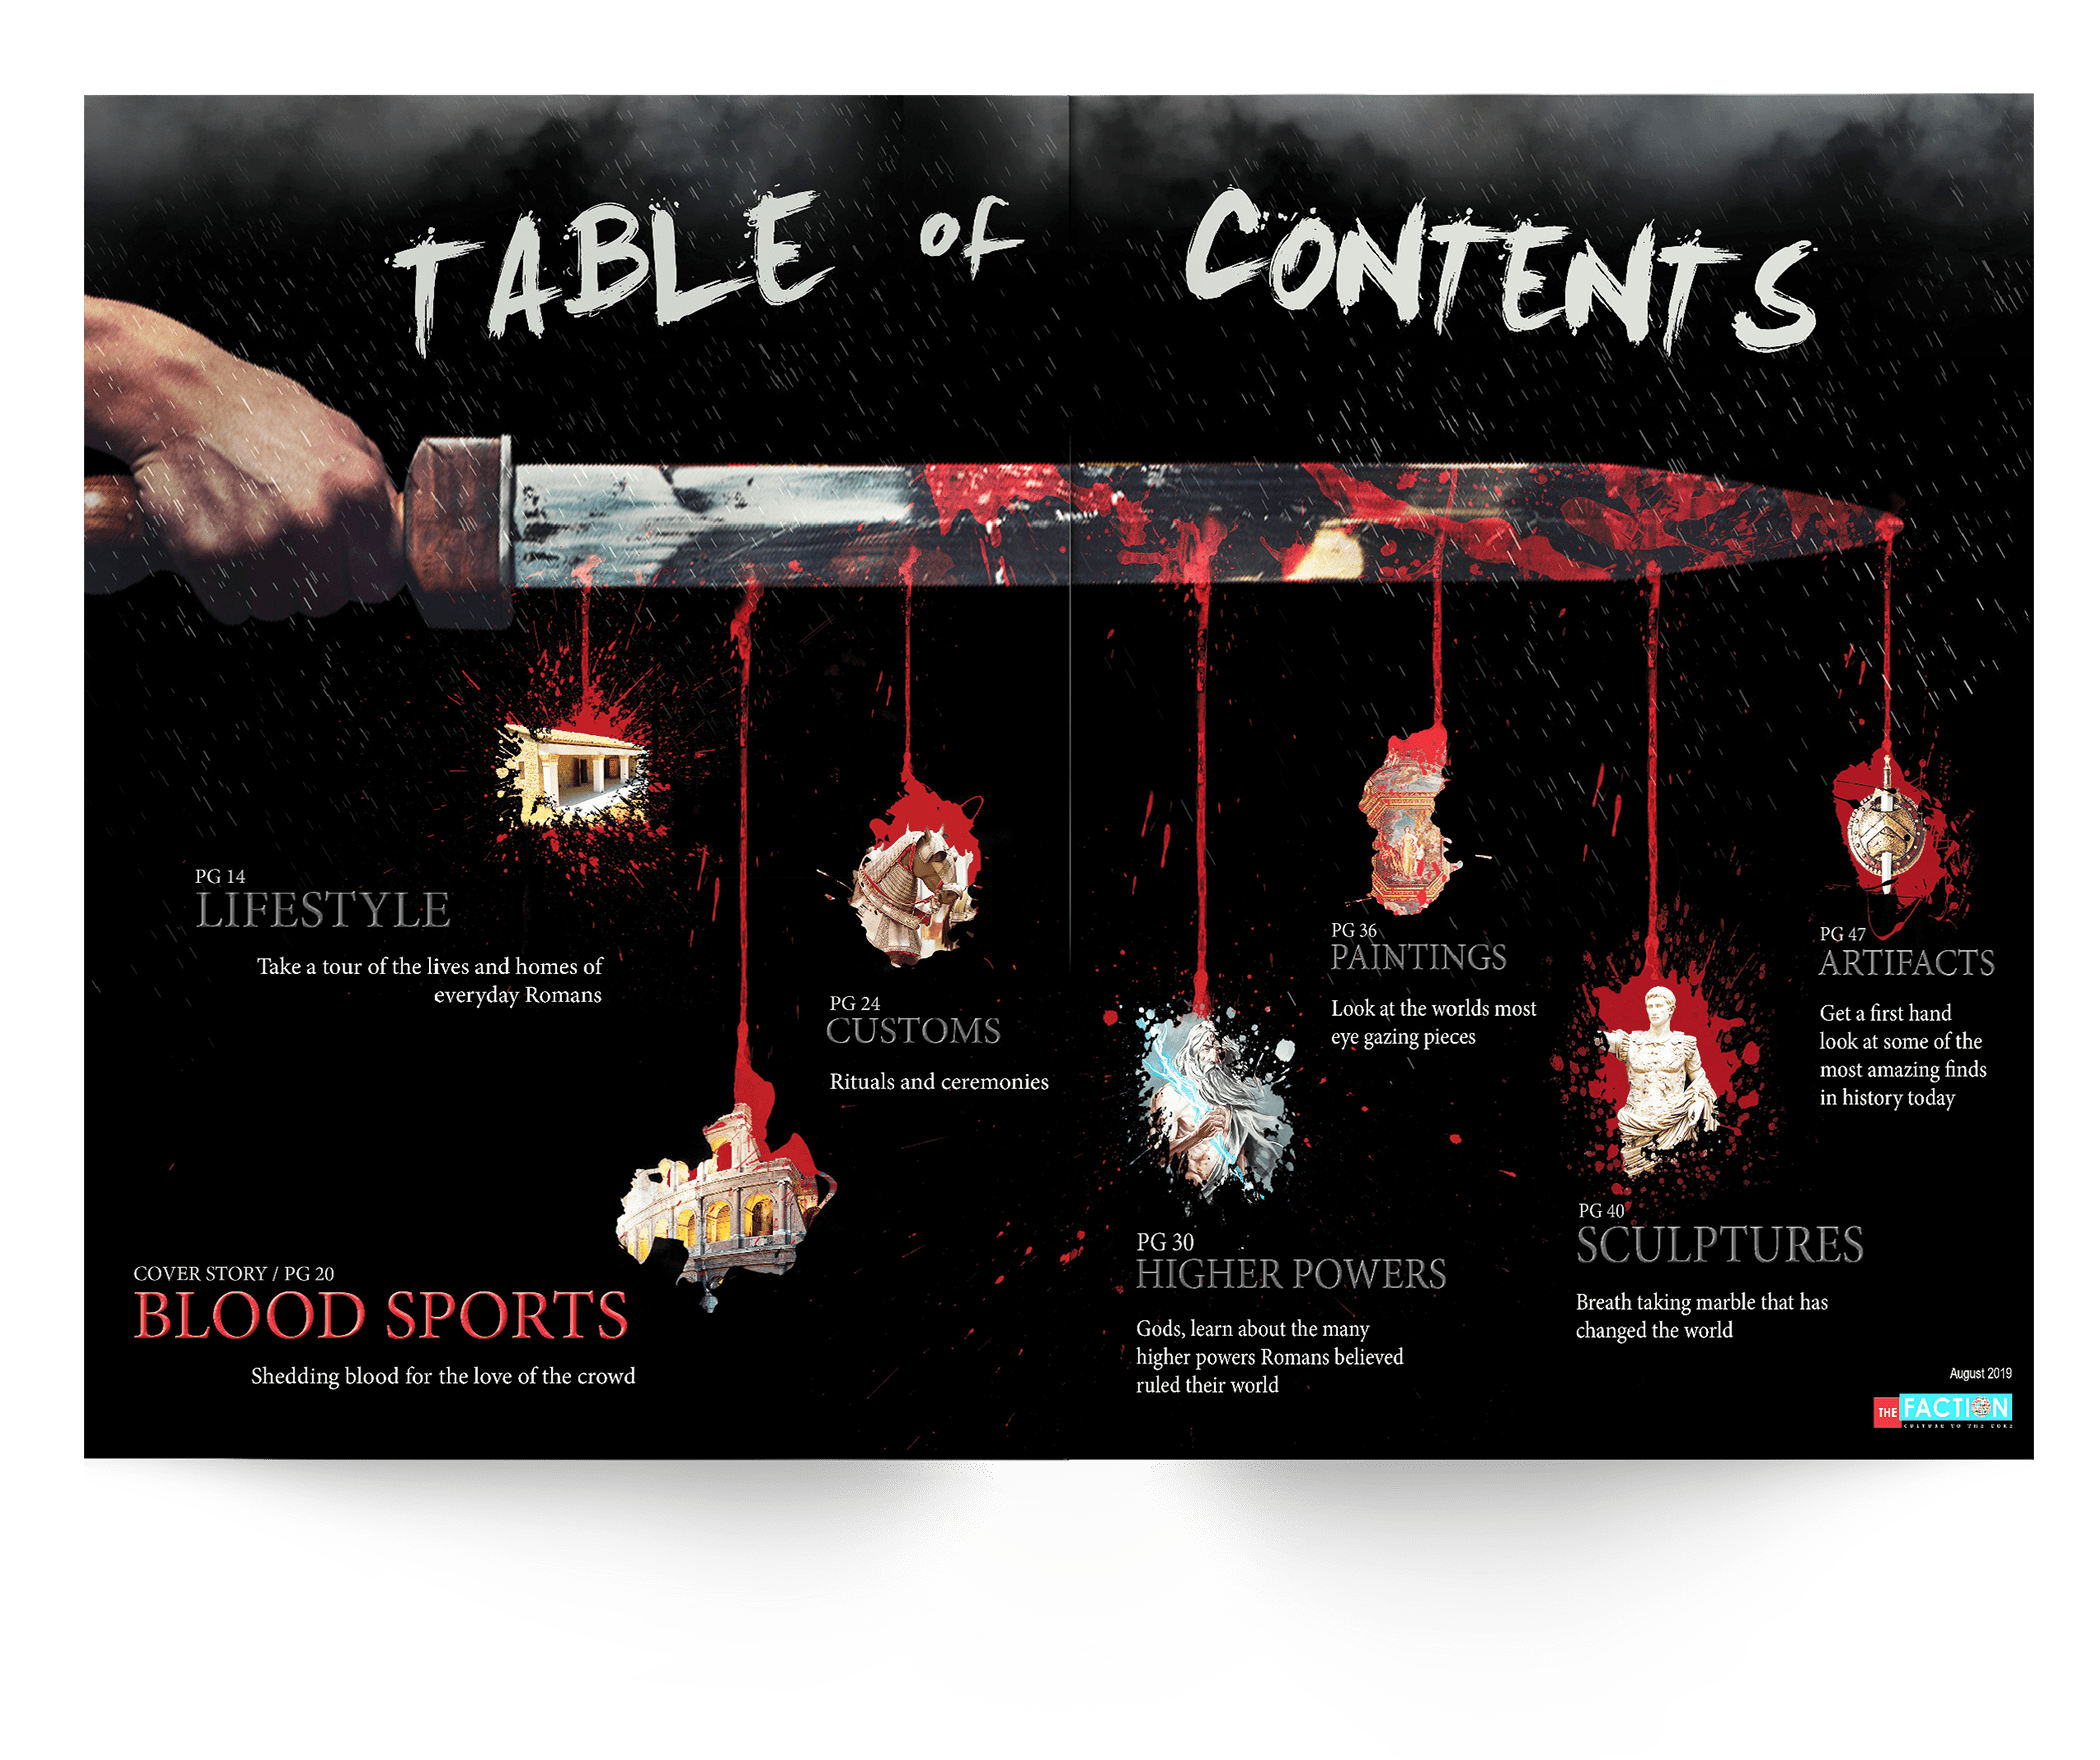 TABLE of CONTENTS
PG 14
LIFESTYLE
Take a tour of the lives and homes of
everyday Romans
COVER STORY / PG 20
BLOOD SPORTS
Shedding blood for the love of the crowd
PG 24
CUSTOMS
Rituals and ceremonies
PG 30
HIGHER POWERS
Gods, learn about the many
higher powers Romans believed
ruled their world
PG 36
PAINTINGS
Look at the worlds most
eye gazing pieces
PG 40
SCULPTURES
Breath taking marble that has
changed the world
PG 47
ARTIFACTS
Get a first hand
look at some of the
most amazing finds
in history today
August 2019
THE FACTION
CULTURE TO THE CORE